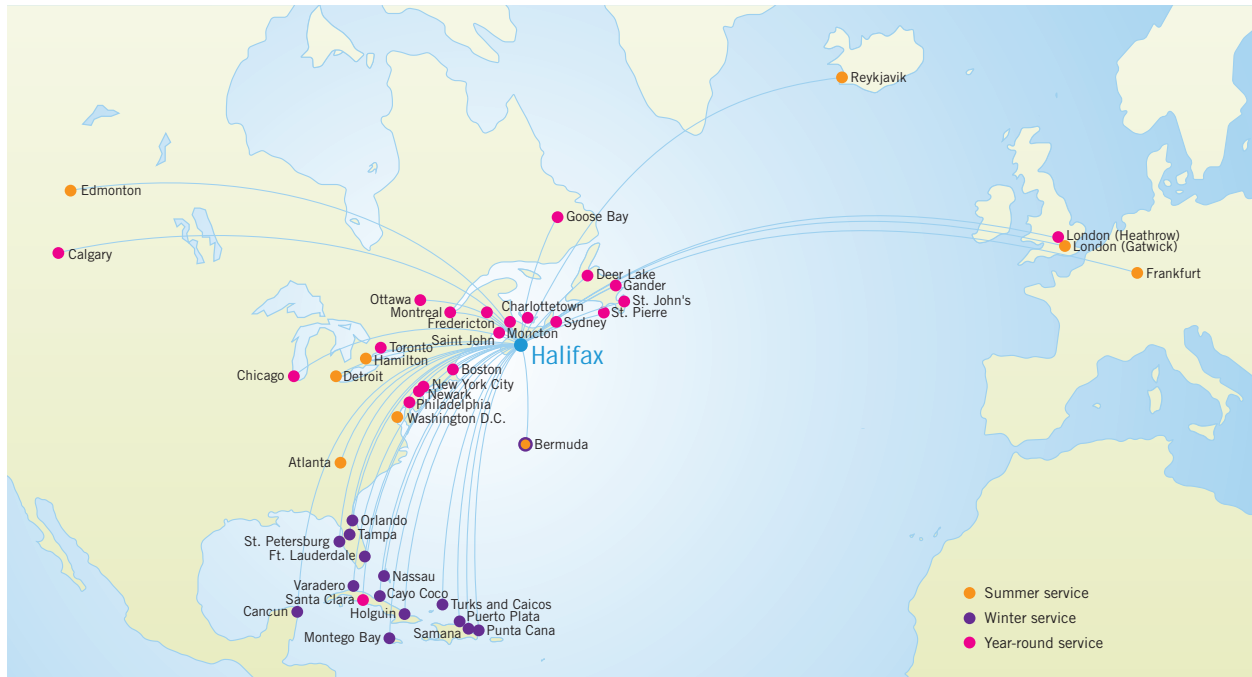 Reykjavik
Edmonton
Goose Bay
Calgary
London (Heathrow)
London (Gatwick)
Frankfurt
Deer Lake
Gander
Ottawa
St. John's
Charlottetown
Montreal
St. Pierre
Fredericton
Sydney
Moncton
Saint John
Toronto
Halifax
Hamilton
Boston
Chicago
Detroit
New York City
Newark
Philadelphia
Washington D.C.
Bermuda
Atlanta
Orlando
Tampa
St. Petersburg
Ft. Lauderdale
Nassau
Varadero
Cayo Coco
Santa Clara
Turks and Caicos
Cancun
Holguin
Puerto Plata
Samana
Punta Cana
Montego Bay
Summer service
Winter service
Year-round service